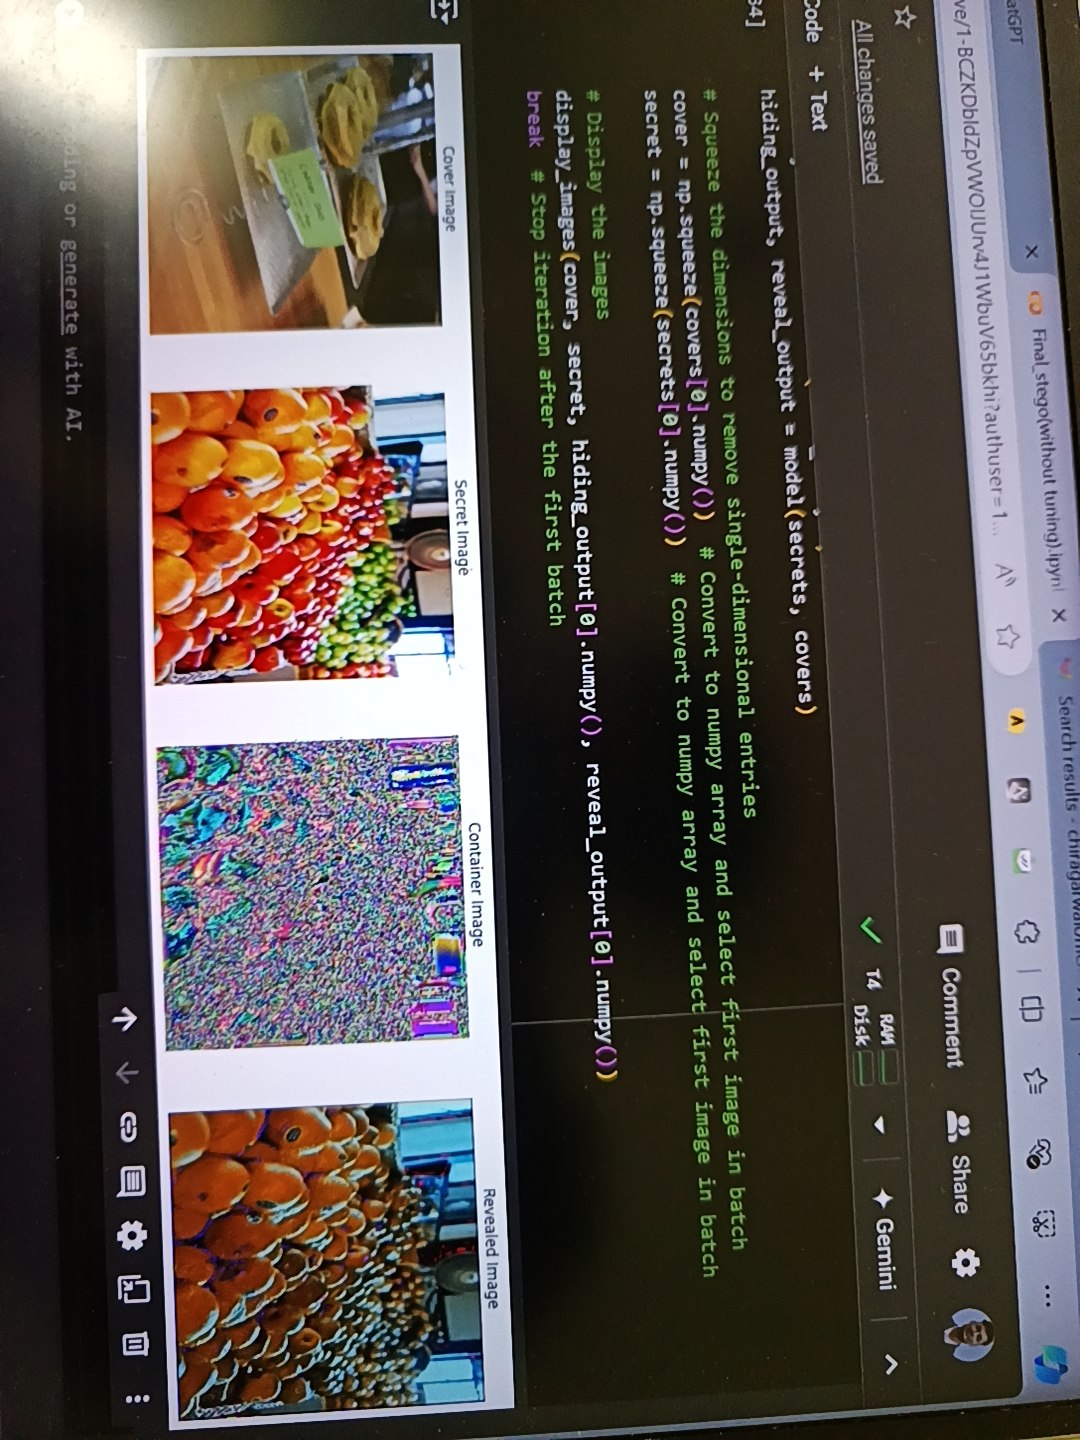 atGPT
Final_stego(without tuning).ipynl
Search results -
ve/1-BCZKDbldZpVWOIJUrv4J1WbuV65bkhi?authuser=1...
Comment
Share
All changes saved
T4
RAM
Disk
Gemini
Code
+ Text
hiding_output, reveal_output = model(secrets, covers)
64]
# Squeeze the dimensions to remove single-dimensional entries
cover = np.squeeze(covers[0].numpy()) # Convert to numpy array and select first image in batch
secret = np.squeeze(secrets[0].numpy()) # Convert to numpy array and select first image in batch
# Display the images
display_images(cover, secret, hiding_output[0].numpy(), reveal_output[0].numpy())
break # Stop iteration after the first batch
Cover Image
Secret Image
Container Image
Revealed Image
oding or generate with AI.